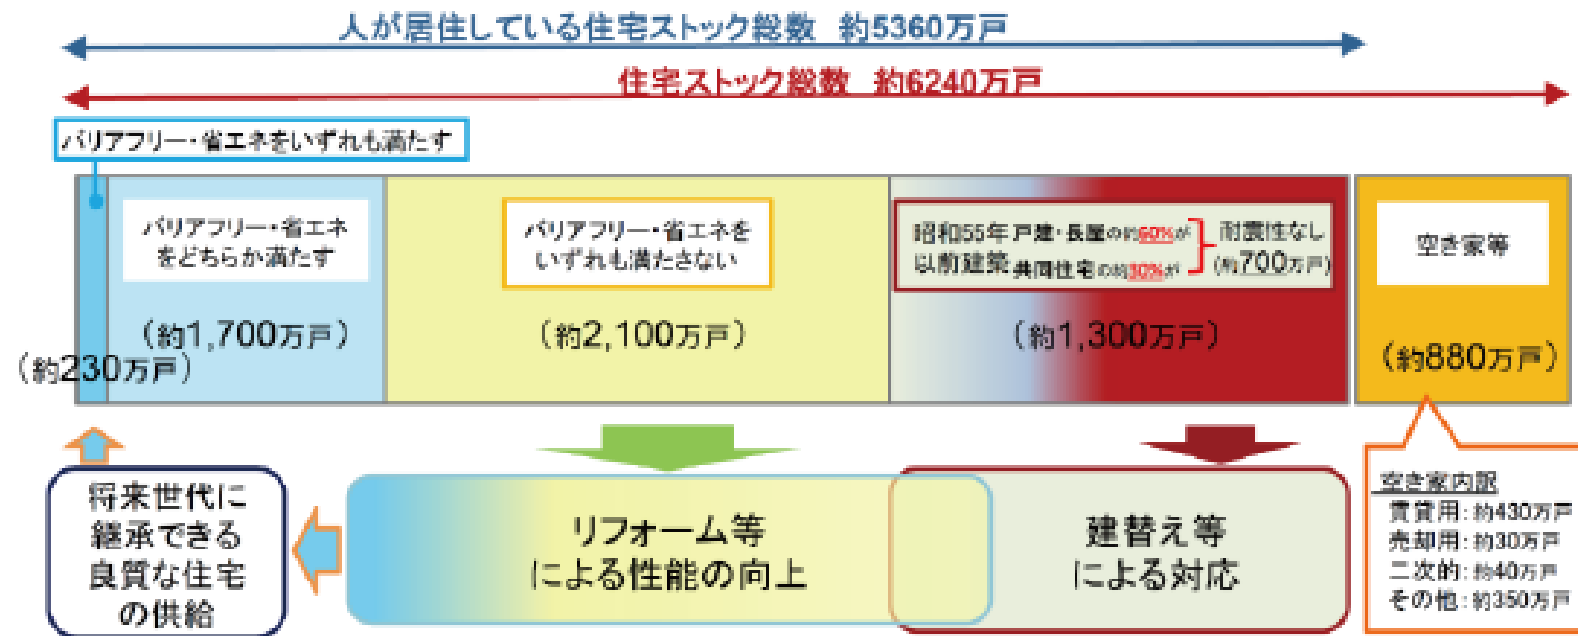 人が居住している住宅ストック総数 約5360万戸
住宅ストック総数 約6240万戸
バリアフリー・省エネをいずれも満たす
バリアフリー・省エネ
をどちらか満たす
バリアフリー・省エネを
いずれも満たさない
昭和55年 戸建・長屋の約60%が 耐震性なし
以前建築 共同住宅の約30%が (約700万戸)
空き家等
(約1,700万戸)
(約2,100万戸)
(約1,300万戸)
(約880万戸)
(約230万戸)
将来世代に
継承できる
良質な住宅
の供給
リフォーム等
による性能の向上
建替え等
による対応
空き家内訳
賃貸用:約430万戸
売却用:約30万戸
二次的:約40万戸
その他:約350万戸